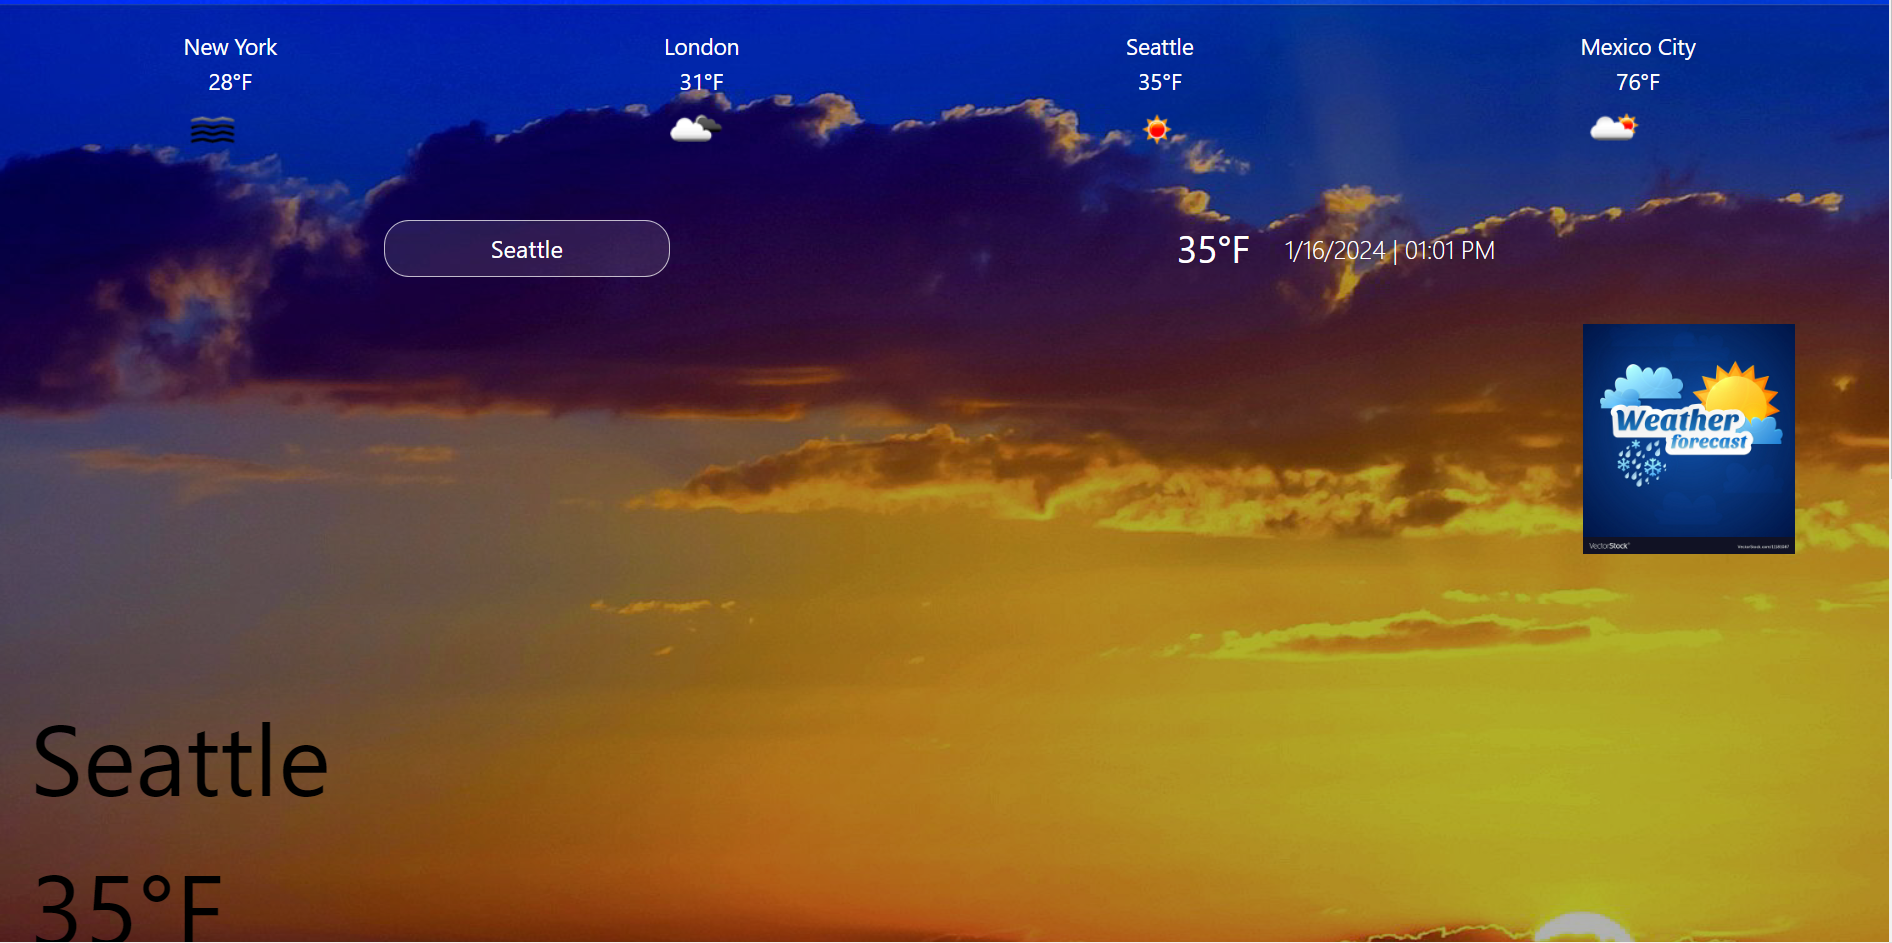 New York
28°F
London
31°F
Seattle
35°F
Mexico City
76°F
Seattle
35°F 1/16/2024 | 01:01 PM
Weather
forecast
VectorStock
Seattle
35°F